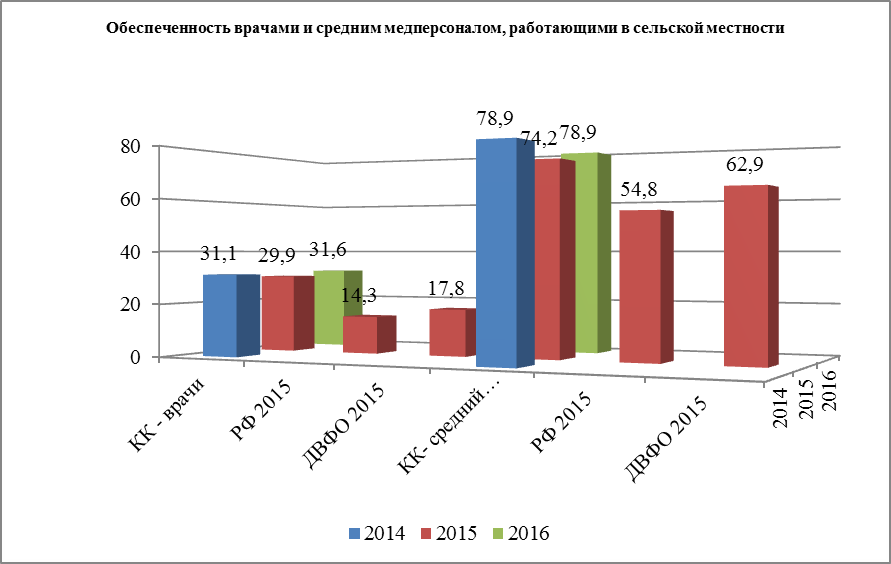 Обеспеченность врачами и средним медперсоналом, работающими в сельской местности
78,9
74,2
78,9
80
62,9
54,8
60
40
31,1
29,9
31,6
14,3
17,8
20
0
КК - врачи
РФ 2015
ДВФО 2015
КК- средний…
РФ 2015
ДВФО 2015
2014
2015
2016
2014 2015 2016